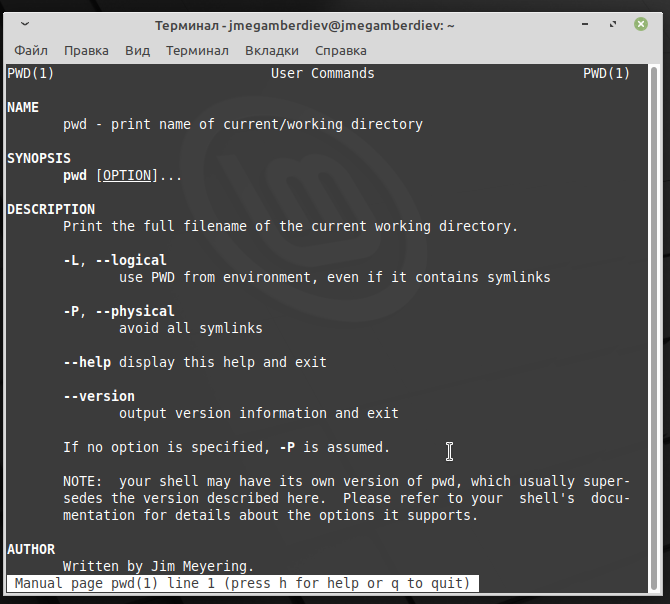 Терминал - jmegamberdiev@jmegamberdiev: ~
Файл Правка Вид Терминал Вкладки Справка
PWD(1) User Commands PWD(1)
NAME
pwd - print name of current/working directory
SYNOPSIS
pwd [OPTION]...
DESCRIPTION
Print the full filename of the current working directory.
-L, --logical
use PWD from environment, even if it contains symlinks
-P, --physical
avoid all symlinks
--help display this help and exit
--version
output version information and exit
If no option is specified, -P is assumed.
NOTE: your shell may have its own version of pwd, which usually super-
sedes the version described here. Please refer to your shell's docu-
mentation for details about the options it supports.
AUTHOR
Written by Jim Meyering.
Manual page pwd(1) line 1 (press h for help or q to quit)